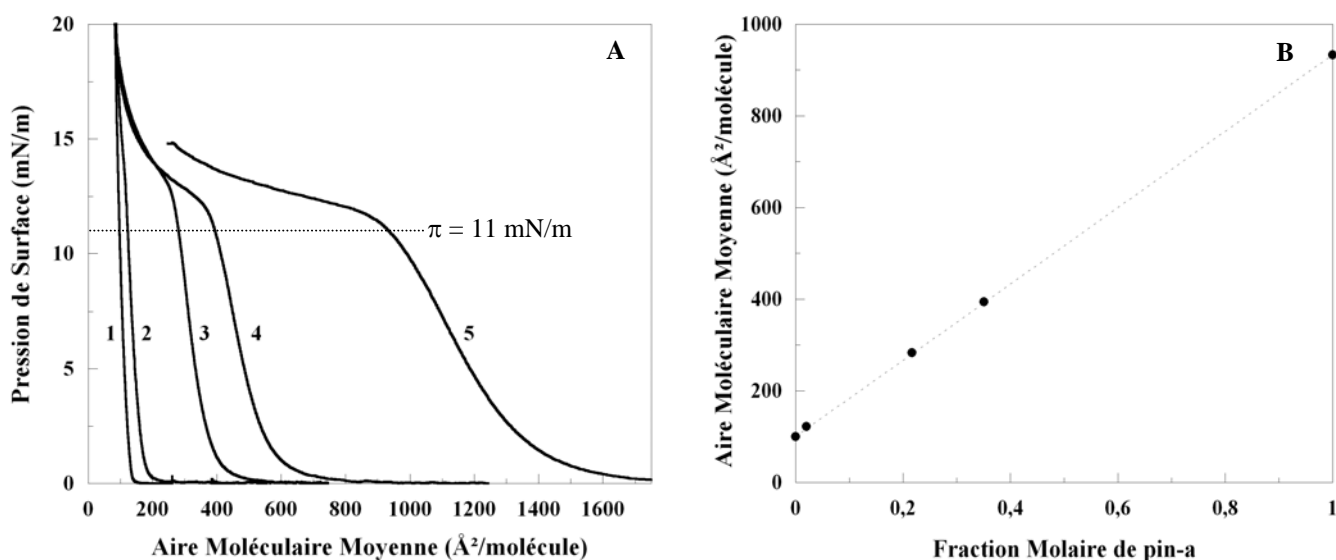 A
Pression de Surface (mN/m)
20
15
10
5
0
π = 11 mN/m
1
2
3
4
5
0 200 400 600 800 1000 1200 1400 1600
Aire Moléculaire Moyenne (Å²/molécule)
B
Aire Moléculaire Moyenne (Å²/molécule)
1000
800
600
400
200
0
0 0,2 0,4 0,6 0,8 1
Fraction Molaire de pin-a